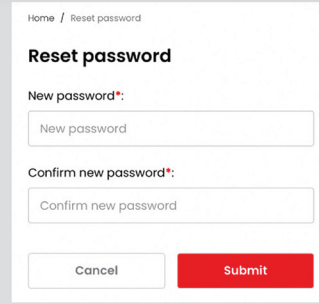 Home / Reset password
Reset password
New password*:
New password
Confirm new password*:
Confirm new password
Cancel
Submit